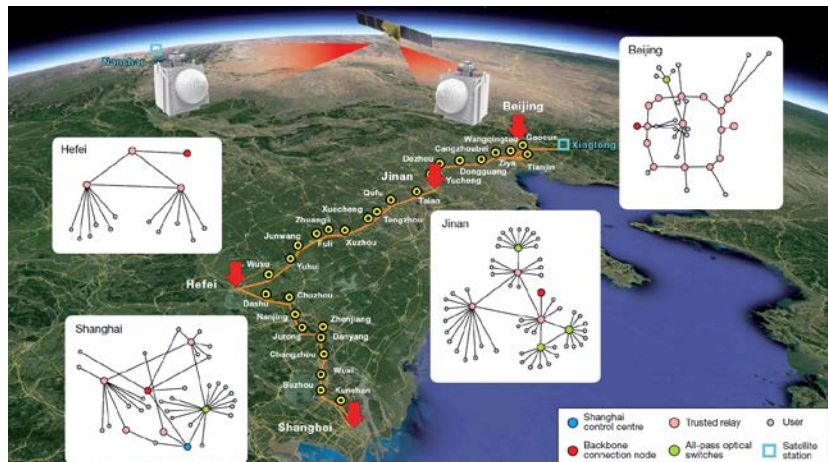 Nanshan
Beijing
Beijing
Hefei
Wangcingtuo
Gaocun
Cangzhoubei
Xinglong
Dezhou
Ziya
Tianjin
Dongguang
Jinan
Yucheng
Qufu
Taian
Xuecheng
Zhuangli
Tengzhou
Jinan
Junwang
Fuli
Xuzhou
Wusu
Yuhui
Hefei
Dashu
Chuzhou
Nanjing
Zhenjiang
Shanghai
Jurong
Danyang
Changzhou
Wuxi
Suzhou
Kunshan
Shanghai
Shanghai control centre
Trusted relay
User
Backbone connection node
All-pass optical switches
Satellite station